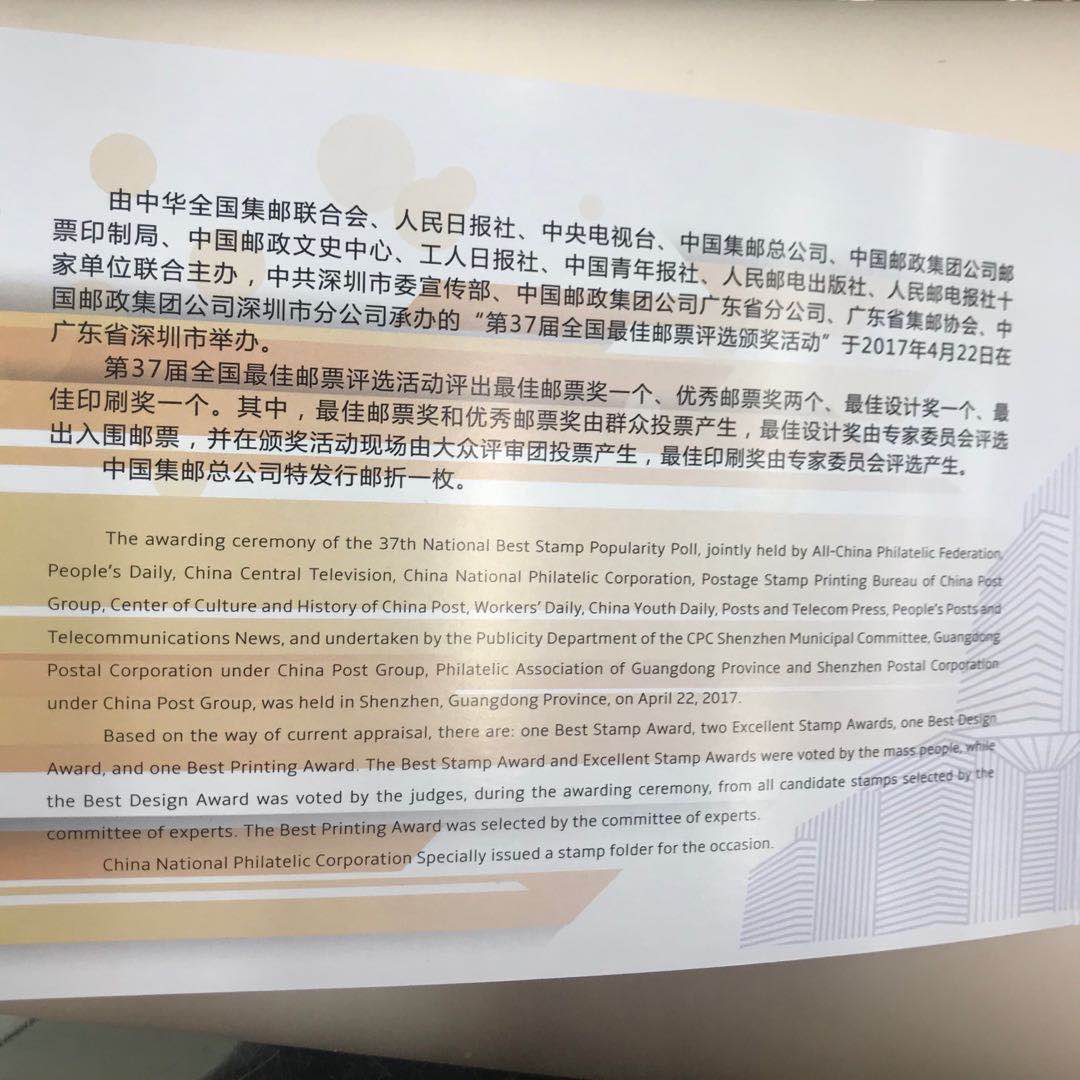 由中华全国集邮联合会、人民日报社、中央电视台、中国集邮总公司、中国邮政集团公司邮
票印制局、中国邮政文史中心、工人日报社、中国青年报社、人民邮电出版社、人民邮电报社十
家单位联合主办，中共深圳市委宣传部、中国邮政集团公司广东省分公司、广东省集邮协会、中
国邮政集团公司深圳市分公司承办的“第37届全国最佳邮票评选颁奖活动”于2017年4月22日在
广东省深圳市举办。
第37届全国最佳邮票评选活动评出最佳邮票奖一个、优秀邮票奖两个、最佳设计奖一个、最
佳印刷奖一个。其中，最佳邮票奖和优秀邮票奖由群众投票产生，最佳设计奖由专家委员会评选
出入围邮票，并在颁奖活动现场由大众评审团投票产生，最佳印刷奖由专家委员会评选产生。
中国集邮总公司特发行邮折一枚。
The awarding ceremony of the 37th National Best Stamp Popularity Poll, jointly held by All-China Philatelic Federation,
People's Daily, China Central Television, China National Philatelic Corporation, Postage Stamp Printing Bureau of China Post
Group, Center of Culture and History of China Post, Workers' Daily, China Youth Daily, Posts and Telecom Press, People's Posts and
Telecommunications News, and undertaken by the Publicity Department of the CPC Shenzhen Municipal Committee, Guangdong
Postal Corporation under China Post Group, Philatelic Association of Guangdong Province and Shenzhen Postal Corporation
under China Post Group, was held in Shenzhen, Guangdong Province, on April 22, 2017.
Based on the way of current appraisal, there are: one Best Stamp Award, two Excellent Stamp Awards, one Best Design
Award, and one Best Printing Award. The Best Stamp Award and Excellent Stamp Awards were voted by the mass people, while
the Best Design Award was voted by the judges, during the awarding ceremony, from all candidate stamps selected by the
committee of experts. The Best Printing Award was selected by the committee of experts.
China National Philatelic Corporation Specially issued a stamp folder for the occasion.